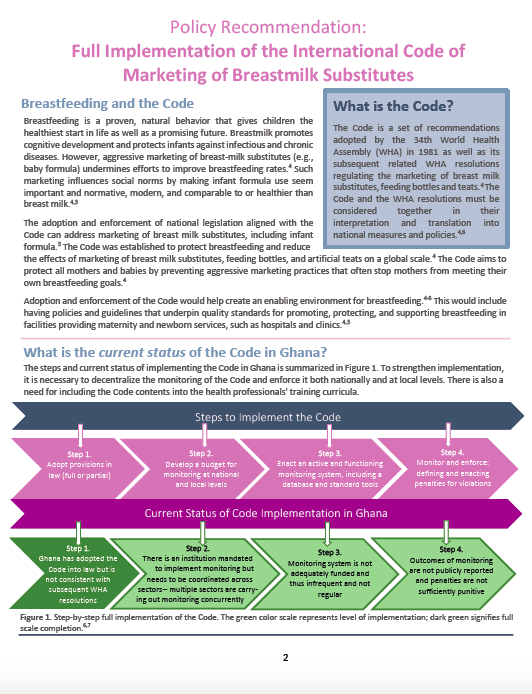 Policy Recommendation:
Full Implementation of the International Code of
Marketing of Breastmilk Substitutes
Breastfeeding and the Code
Breastfeeding is a proven, natural behavior that gives children the
healthiest start in life as well as a promising future. Breastmilk promotes
cognitive development and protects infants against infectious and chronic
diseases. However, aggressive marketing of breast-milk substitutes (e.g.,
baby formula) undermines efforts to improve breastfeeding rates.⁴ Such
marketing influences social norms by making infant formula use seem
important and normative, modern, and comparable to or healthier than
breast milk.⁴,⁵
The adoption and enforcement of national legislation aligned with the
Code can address marketing of breast milk substitutes, including infant
formula.⁵ The Code was established to protect breastfeeding and reduce
the effects of marketing of breast milk substitutes, feeding bottles, and artificial teats on a global scale.⁴ The Code aims to
protect all mothers and babies by preventing aggressive marketing practices that often stop mothers from meeting their
own breastfeeding goals.⁴
Adoption and enforcement of the Code would help create an enabling environment for breastfeeding.⁴⁻⁶ This would include
having policies and guidelines that underpin quality standards for promoting, protecting, and supporting breastfeeding in
facilities providing maternity and newborn services, such as hospitals and clinics.⁴,⁵
What is the Code?
The Code is a set of recommendations
adopted by the 34th World Health
Assembly (WHA) in 1981 as well as its
subsequent related WHA resolutions
regulating the marketing of breast milk
substitutes, feeding bottles and teats.⁴ The
Code and the WHA resolutions must be
considered together in their
interpretation and translation into
national measures and policies.⁴,⁶
What is the current status of the Code in Ghana?
The steps and current status of implementing the Code in Ghana is summarized in Figure 1. To strengthen implementation,
it is necessary to decentralize the monitoring of the Code and enforce it both nationally and at local levels. There is also a
need for including the Code contents into the health professionals' training curricula.
Steps to Implement the Code
Step 1.
Adopt provisions in
law (full or partial)
Step 2.
Develop a budget for
monitoring at national
and local levels
Step 3.
Enact an active and functioning
monitoring system, including a
database and standard tools
Step 4.
Monitor and enforce:
defining and enacting
penalties for violations
Current Status of Code Implementation in Ghana
Step 1.
Ghana has adopted the
Code into law but is
not consistent with
subsequent WHA
resolutions
Step 2.
There is an institution mandated
to implement monitoring but
needs to be coordinated across
sectors-- multiple sectors are carry-
ing out monitoring concurrently
Step 3.
Monitoring system is not
adequately funded and
thus infrequent and not
regular
Step 4.
Outcomes of monitoring
are not publicly reported
and penalties are not
sufficiently punitive
Figure 1. Step-by-step full implementation of the Code. The green color scale represents level of implementation; dark green signifies full
scale completion.⁶,⁷
2